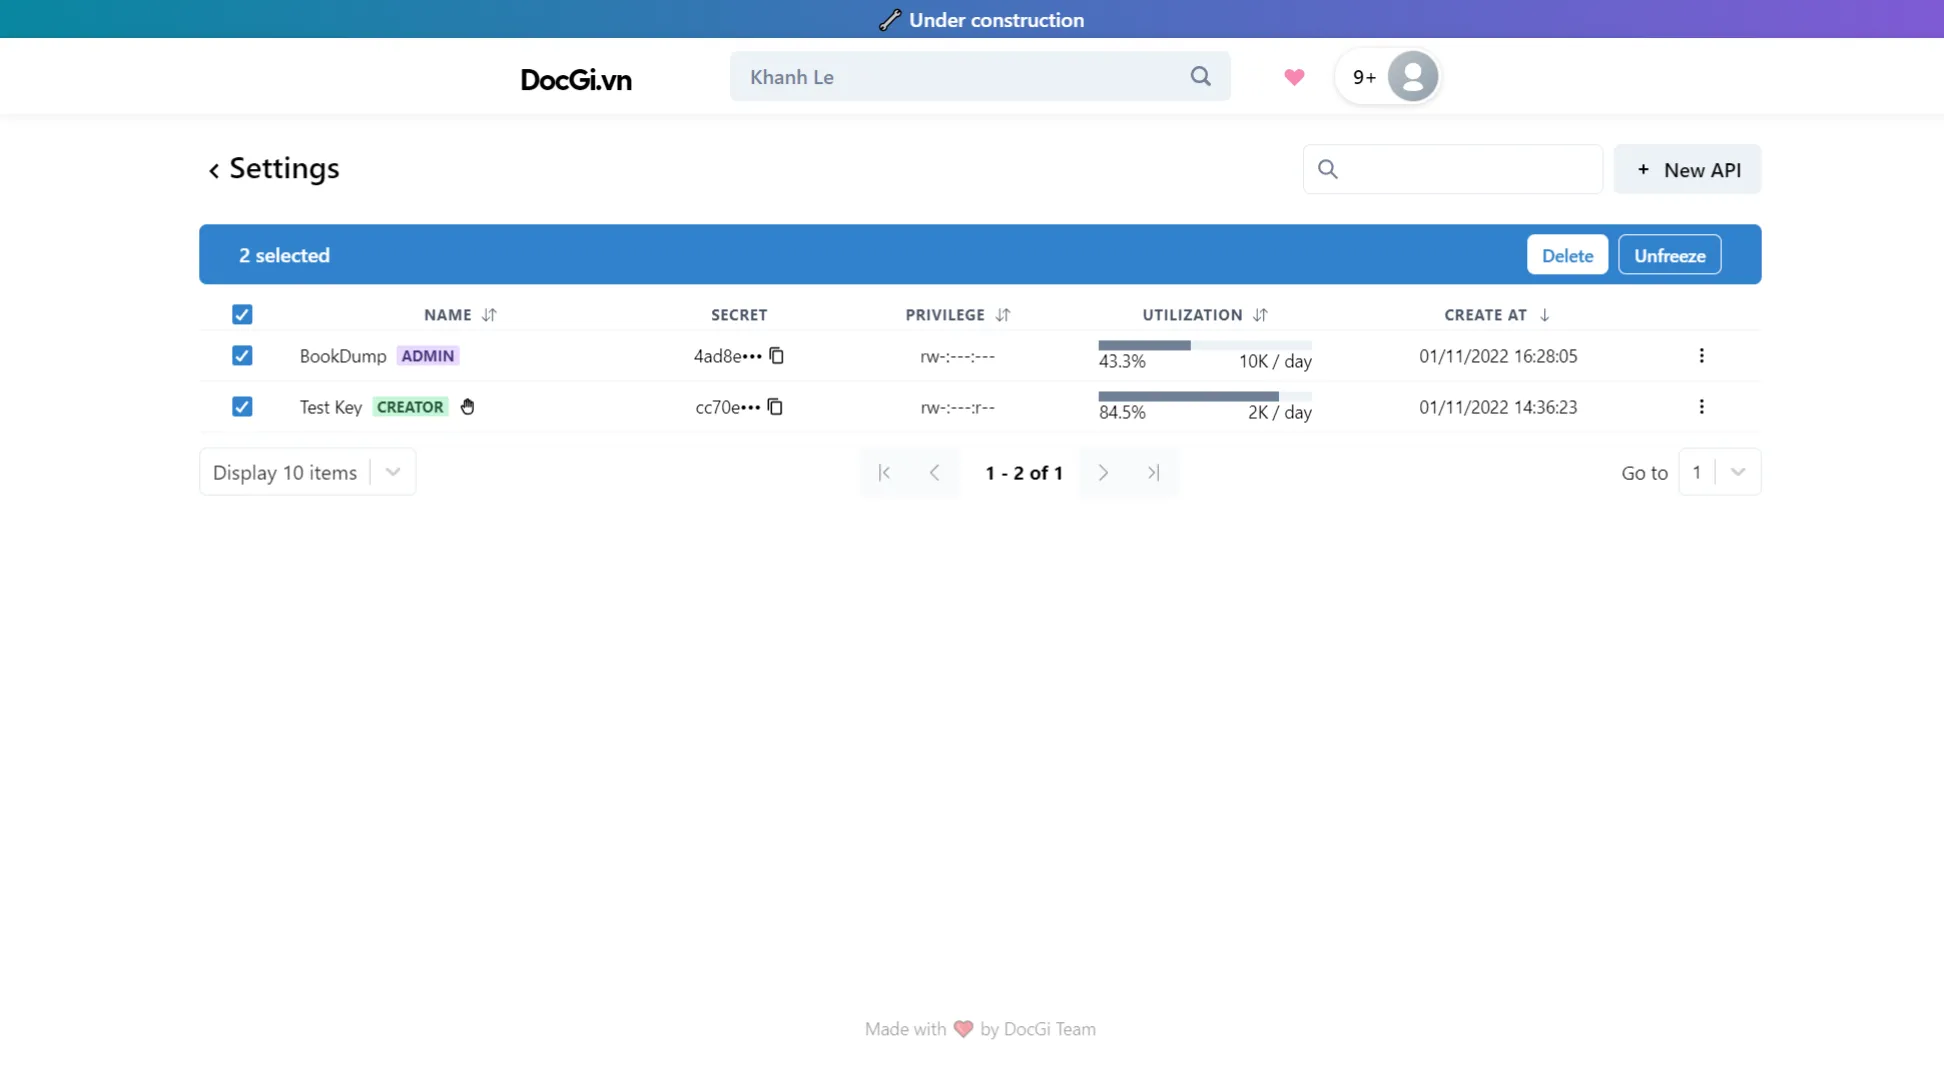 Under construction
DocGi.vn
Khanh Le
9+
Settings
+ New API
2 selected
Delete
Unfreeze
NAME
SECRET
PRIVILEGE
UTILIZATION
CREATE AT
BookDump ADMIN
4ad8e•••
rw-:---:---
43.3%
10K / day
01/11/2022 16:28:05
Test Key CREATOR
cc70e•••
rw-:---:r--
84.5%
2K / day
01/11/2022 14:36:23
Display 10 items
1 - 2 of 1
Go to
1
Made with ❤ by DocGi Team